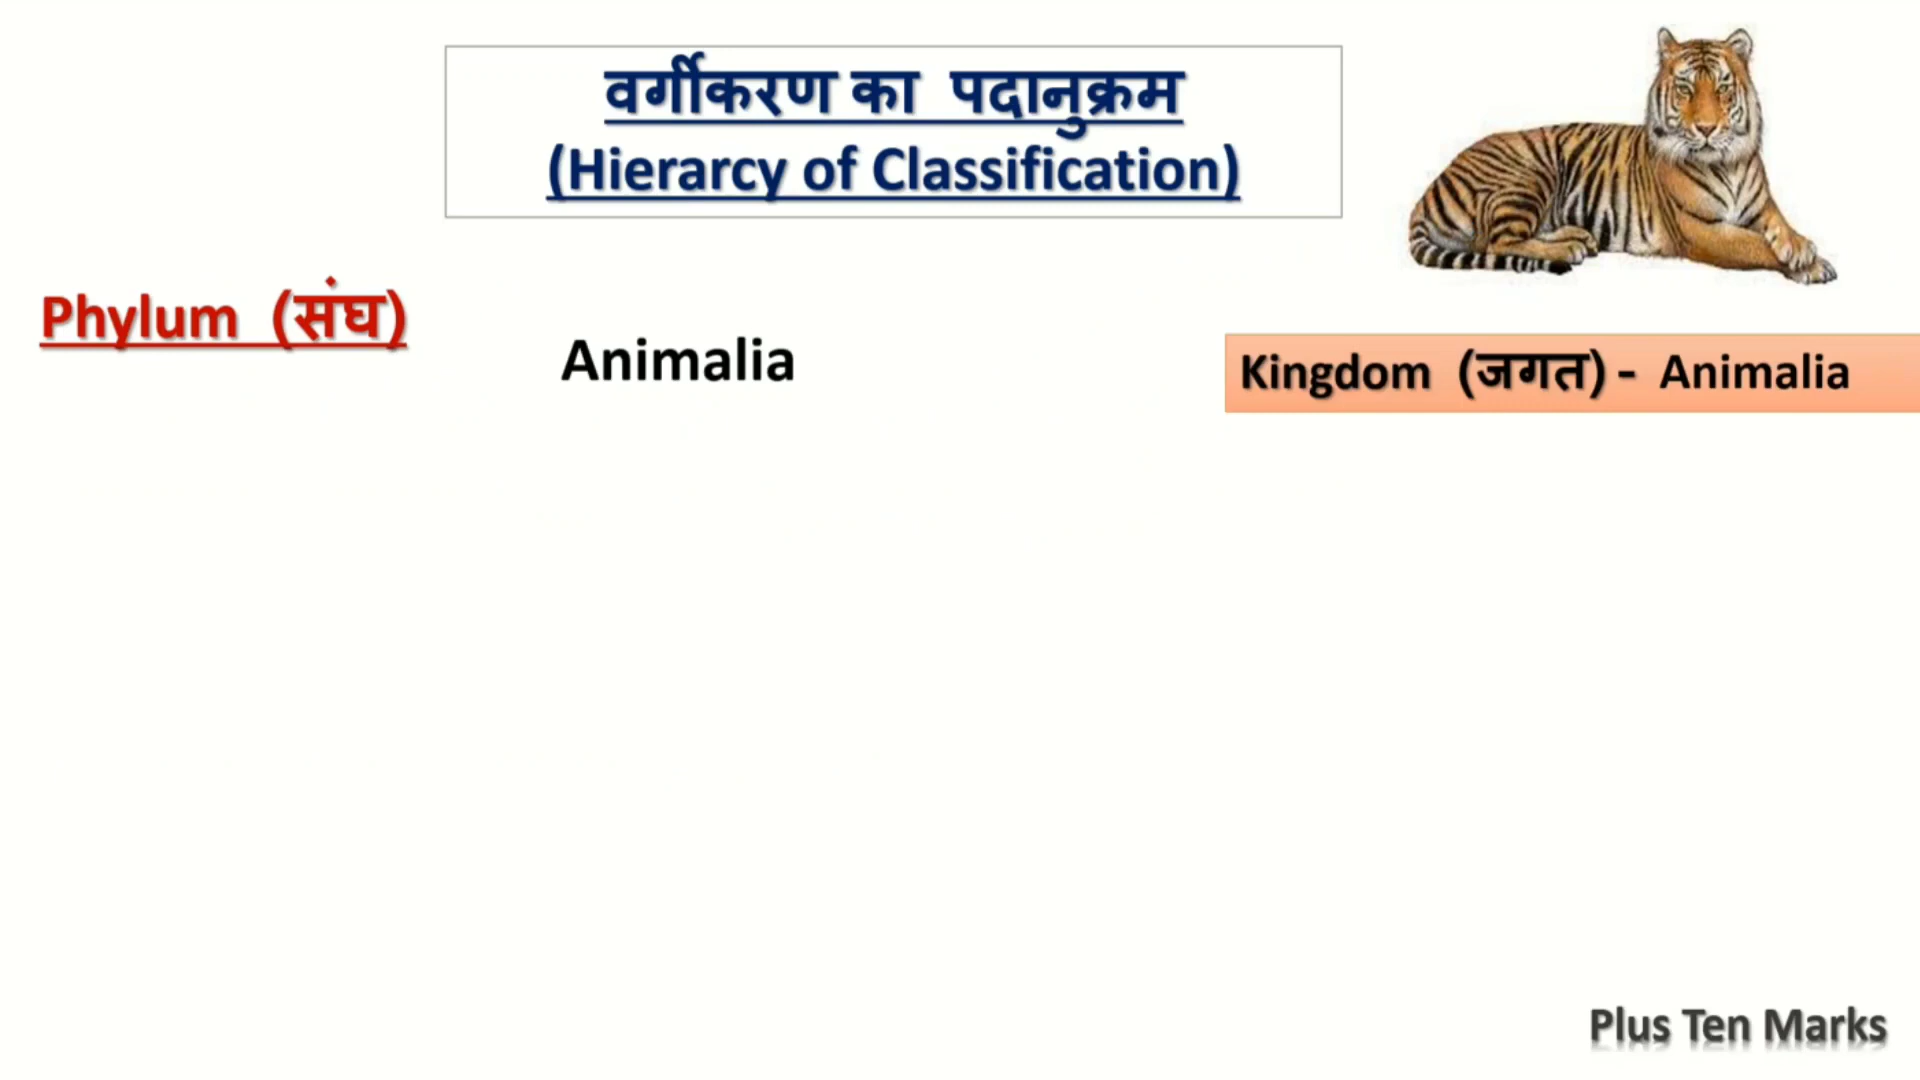 वर्गीकरण का पदानुक्रम
(Hierarcy of Classification)
Phylum (संघ)
Animalia
Kingdom (जगत) - Animalia
Plus Ten Marks